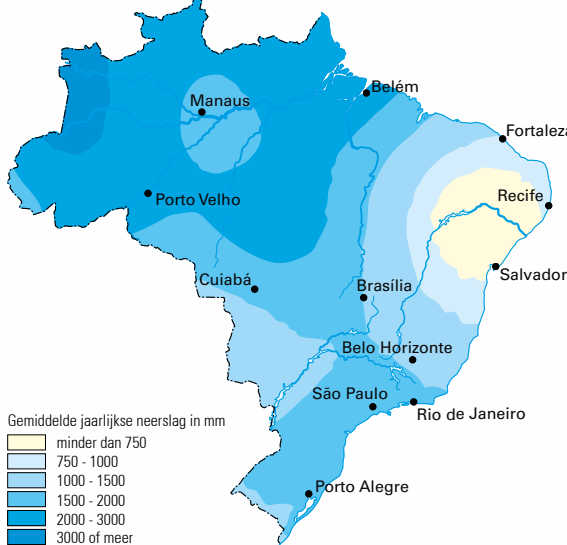 Belém
Manaus
Fortaleza
Recife
Porto Velho
Salvador
Cuiabá
Brasília
Belo Horizonte
São Paulo
Rio de Janeiro
Gemiddelde jaarlijkse neerslag in mm
minder dan 750
750 - 1000
1000 - 1500
1500 - 2000
2000 - 3000
3000 of meer
Porto Alegre